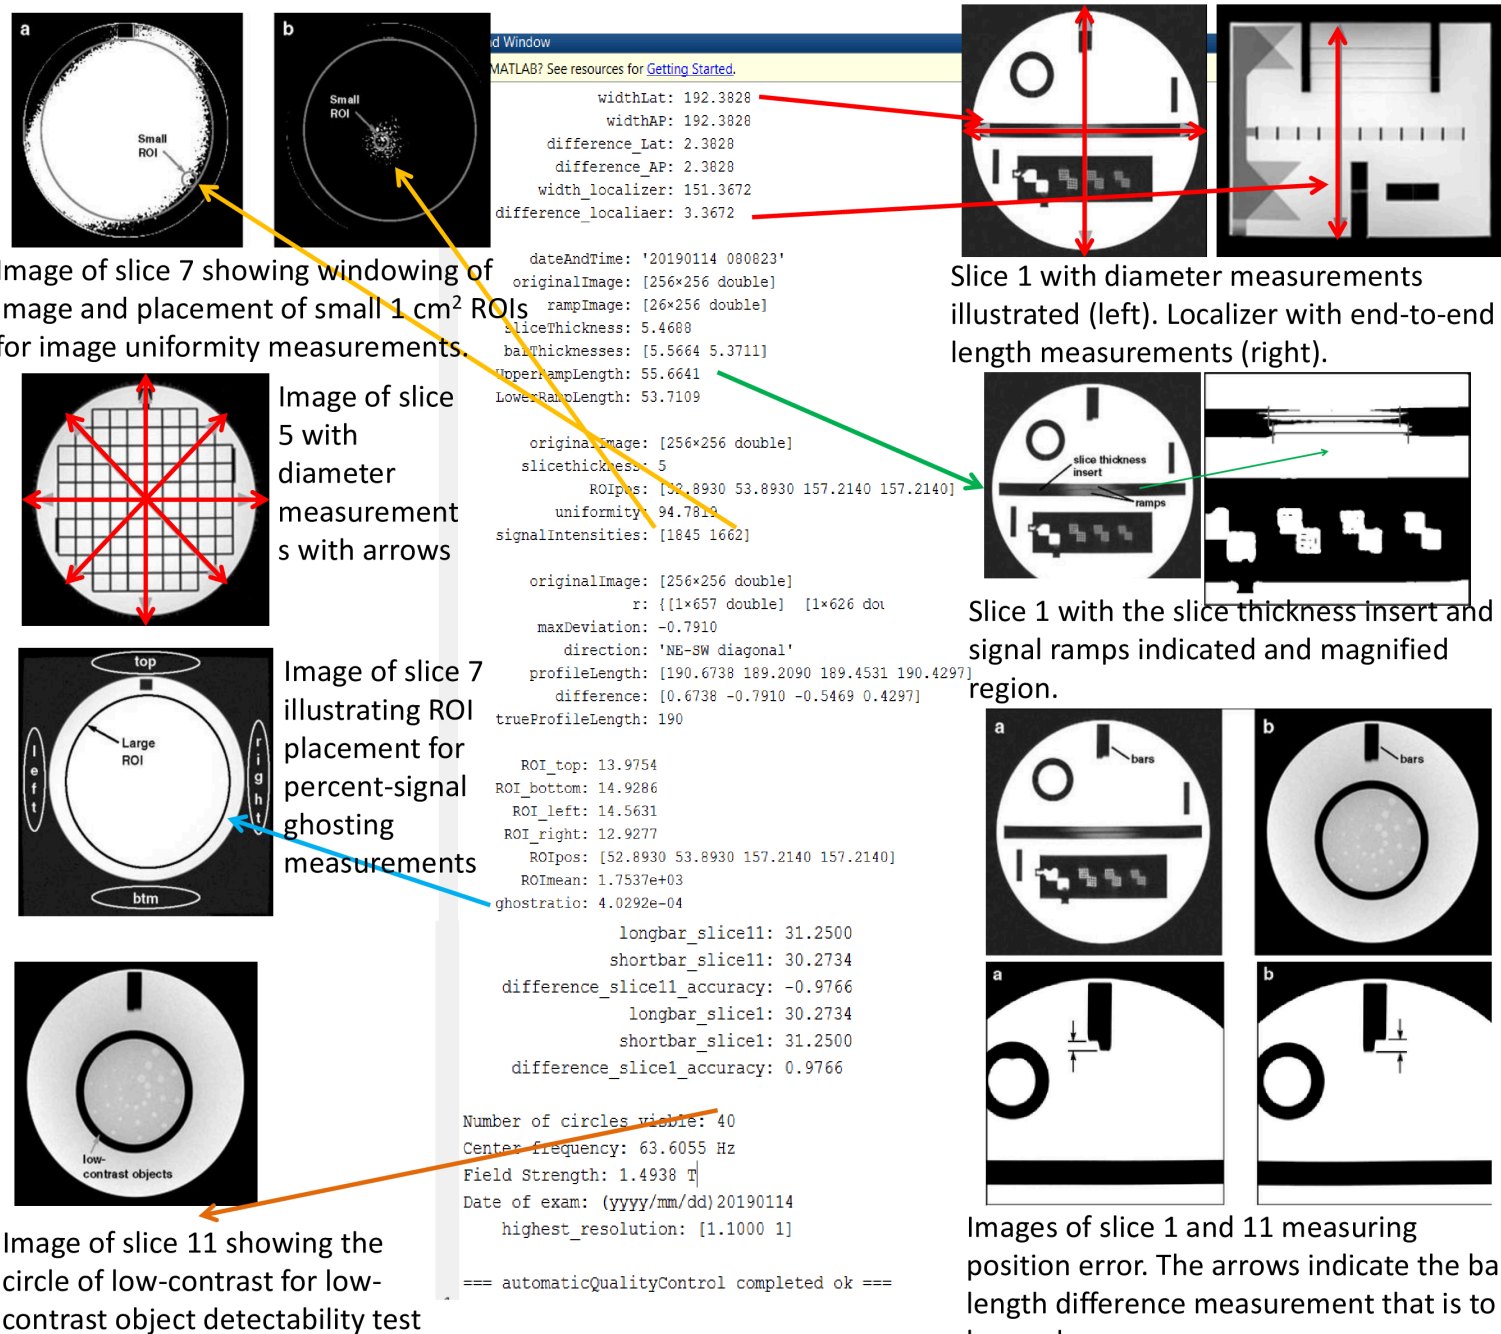 a
Small
ROI
b
Small
ROI
Image of slice 7 showing windowing of
image and placement of small 1 cm² ROIs
for image uniformity measurements.
Image of slice
5 with
diameter
measurement
s with arrows
top
left
Large
ROI
right
btm
Image of slice 7
illustrating ROI
placement for
percent-signal
ghosting
measurements
low-
contrast objects
Image of slice 11 showing the
circle of low-contrast for low-
contrast object detectability test
nd Window
MATLAB? See resources for Getting Started.
widthLat: 192.3828
widthAP: 192.3828
difference_Lat: 2.3828
difference_AP: 2.3828
width_localizer: 151.3672
difference_localiaer: 3.3672
dateAndTime: '20190114 080823'
originalImage: [256×256 double]
rampImage: [26×256 double]
sliceThickness: 5.4688
barThicknesses: [5.5664 5.3711]
UpperRampLength: 55.6641
LowerRampLength: 53.7109
originalImage: [256×256 double]
slicethickness: 5
ROIpos: [52.8930 53.8930 157.2140 157.2140]
uniformity: 94.7819
signalIntensities: [1845 1662]
originalImage: [256×256 double]
r: {[1×657 double] [1×626 dou
maxDeviation: -0.7910
direction: 'NE-SW diagonal'
profileLength: [190.6738 189.2090 189.4531 190.4297]
difference: [0.6738 -0.7910 -0.5469 0.4297]
trueProfileLength: 190
ROI_top: 13.9754
ROI_bottom: 14.9286
ROI_left: 14.5631
ROI_right: 12.9277
ROIpos: [52.8930 53.8930 157.2140 157.2140]
ROImean: 1.7537e+03
ghostratio: 4.0292e-04
longbar_slice11: 31.2500
shortbar_slice11: 30.2734
difference_slice11_accuracy: -0.9766
longbar_slice1: 30.2734
shortbar_slice1: 31.2500
difference_slice1_accuracy: 0.9766
Number of circles visble: 40
Center frequency: 63.6055 Hz
Field Strength: 1.4938 T
Date of exam: (yyyy/mm/dd)20190114
highest_resolution: [1.1000 1]
=== automaticQualityControl completed ok ===
Slice 1 with diameter measurements
illustrated (left). Localizer with end-to-end
length measurements (right).
slice thickness
insert
ramps
Slice 1 with the slice thickness insert and
signal ramps indicated and magnified
region.
a
bars
b
bars
a
b
Images of slice 1 and 11 measuring
position error. The arrows indicate the ba
length difference measurement that is to